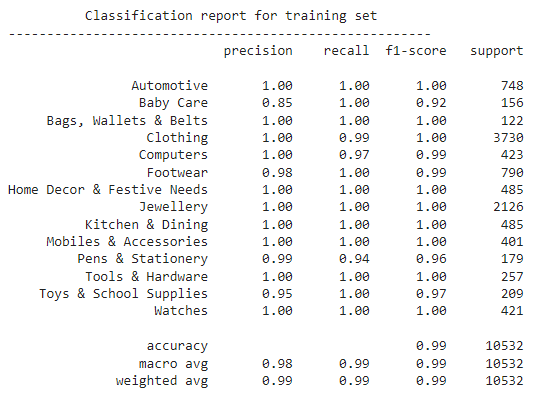 Classification report for training set
-------------------------------------------------------
precision recall f1-score support
Automotive 1.00 1.00 1.00 748
Baby Care 0.85 1.00 0.92 156
Bags, Wallets & Belts 1.00 1.00 1.00 122
Clothing 1.00 0.99 1.00 3730
Computers 1.00 0.97 0.99 423
Footwear 0.98 1.00 0.99 790
Home Decor & Festive Needs 1.00 1.00 1.00 485
Jewellery 1.00 1.00 1.00 2126
Kitchen & Dining 1.00 1.00 1.00 485
Mobiles & Accessories 1.00 1.00 1.00 401
Pens & Stationery 0.99 0.94 0.96 179
Tools & Hardware 1.00 1.00 1.00 257
Toys & School Supplies 0.95 1.00 0.97 209
Watches 1.00 1.00 1.00 421
accuracy 0.99 10532
macro avg 0.98 0.99 0.99 10532
weighted avg 0.99 0.99 0.99 10532